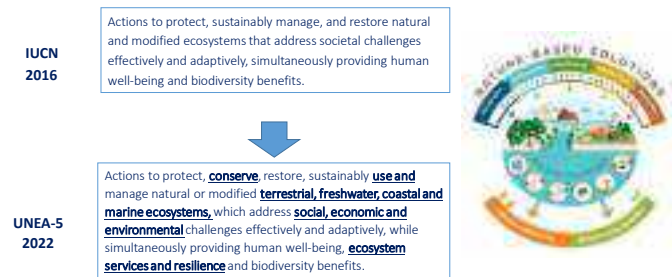 IUCN
2016
Actions to protect, sustainably manage, and restore natural
and modified ecosystems that address societal challenges
effectively and adaptively, simultaneously providing human
well-being and biodiversity benefits.
UNEA-5
2022
Actions to protect, conserve, restore, sustainably use and
manage natural or modified terrestrial, freshwater, coastal and
marine ecosystems, which address social, economic and
environmental challenges effectively and adaptively, while
simultaneously providing human well-being, ecosystem
services and resilience and biodiversity benefits.
NATURE-BASED SOLUTIONS